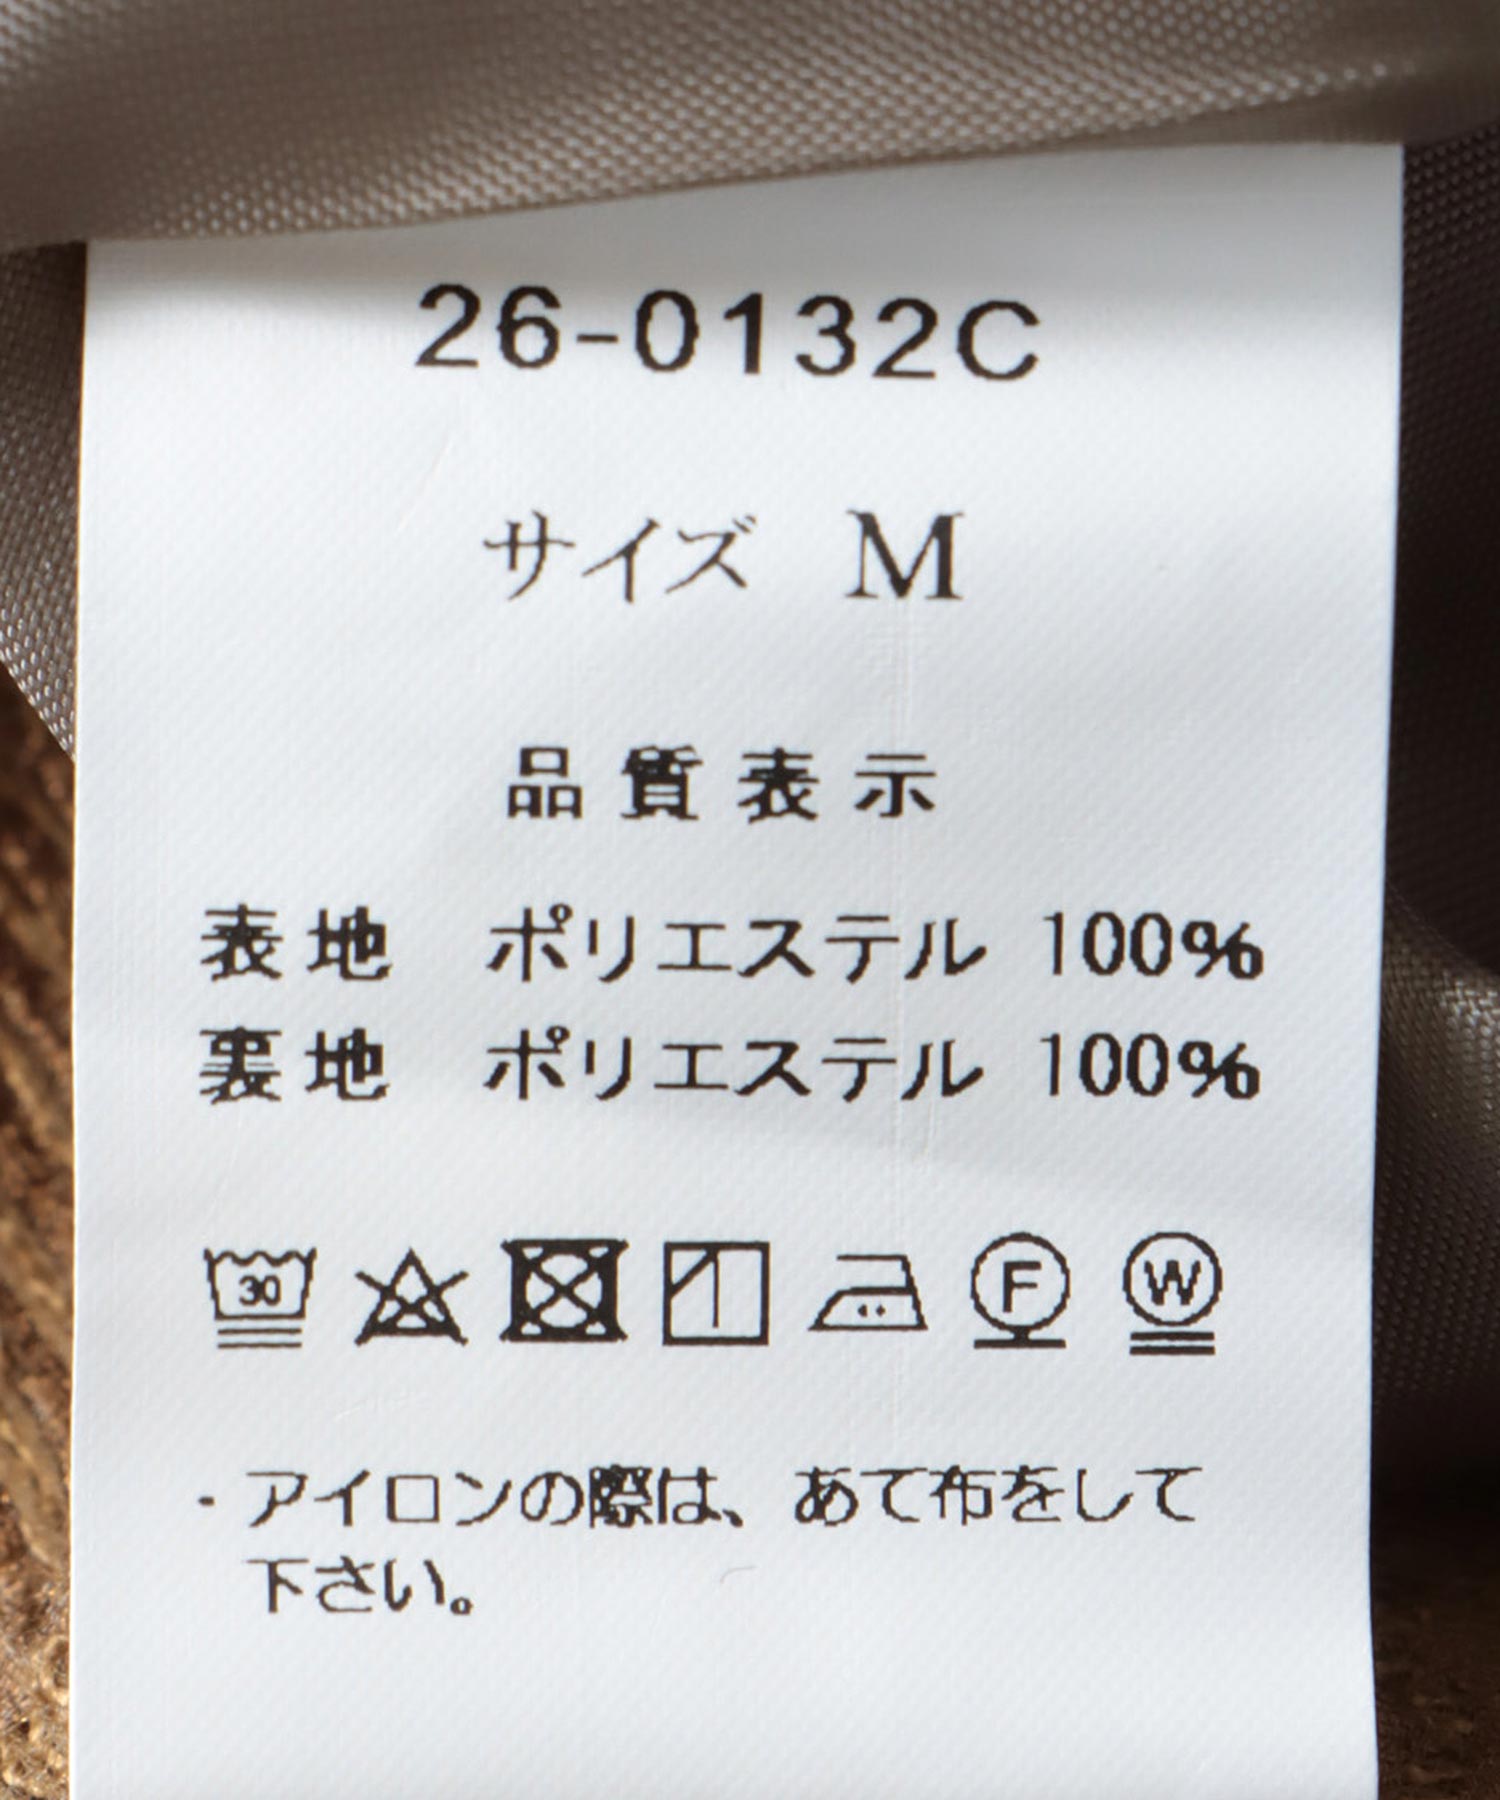 26-0132C
サイズ M
品質表示
表地 ポリエステル 100%
裏地 ポリエステル 100%
30 F W
・アイロンの際は、あて布をして
下さい。